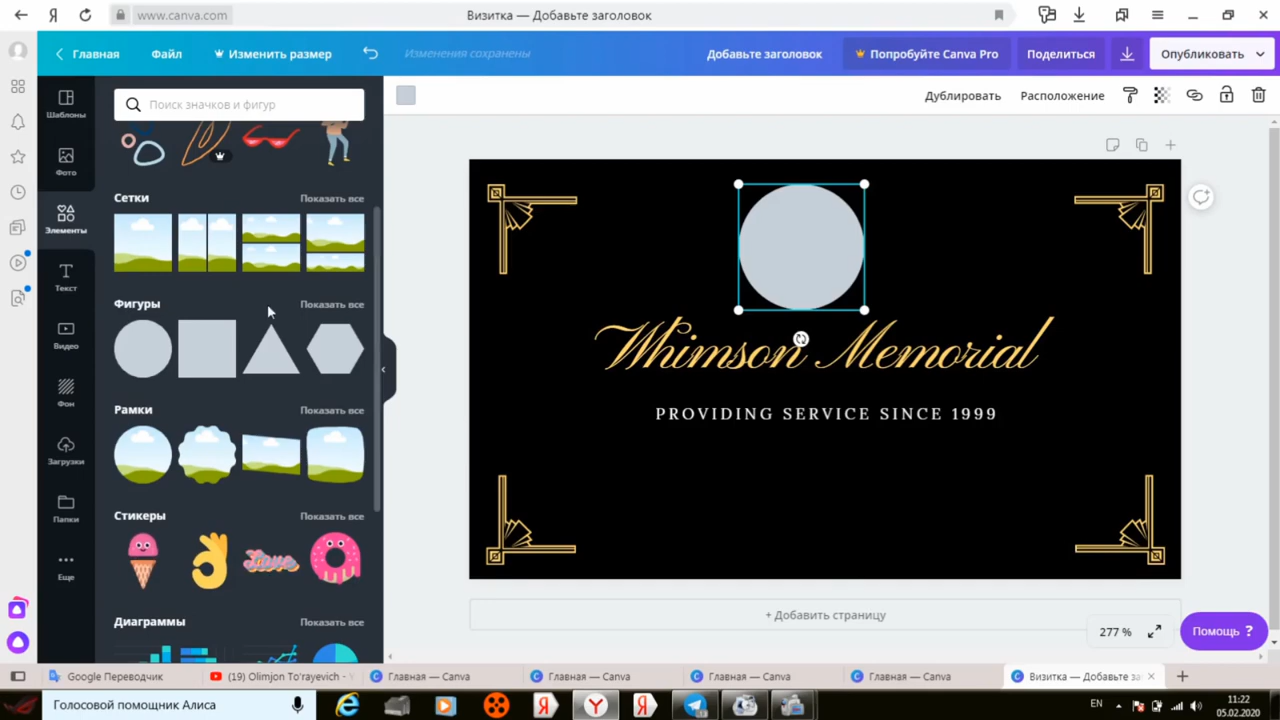 www.canva.com
Визитка — Добавьте заголовок
Главная
Файл
Изменить размер
Изменения сохранены
Добавьте заголовок
Попробуйте Canva Pro
Поделиться
Опубликовать
Шаблоны
Фото
Элементы
Текст
Видео
Фон
Загрузки
Папки
Еще
Поиск значков и фигур
Сетки
Показать все
Фигуры
Показать все
Рамки
Показать все
Стикеры
Показать все
Love
Диаграммы
Показать все
Дублировать
Расположение
Whimson Memorial
PROVIDING SERVICE SINCE 1999
+ Добавить страницу
277 %
Помощь ?
Google Переводчик
(19) Olimjon To'rayevich - Y
Главная — Canva
Главная — Canva
Главная — Canva
Главная — Canva
Визитка — Добавьте за
Голосовой помощник Алиса
EN
11:22
05.02.2020